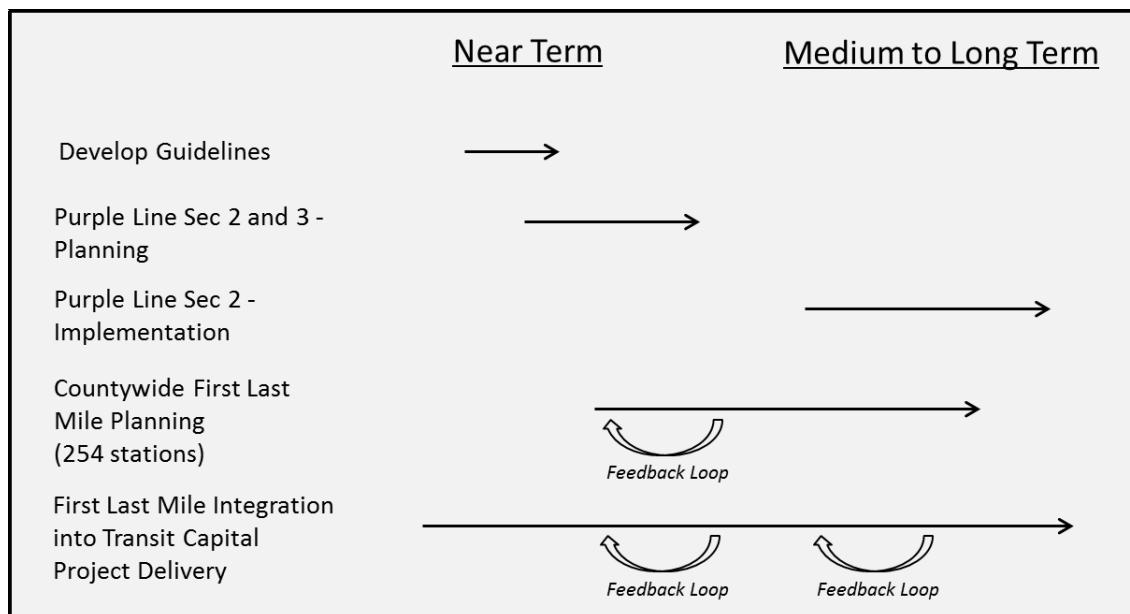 Near Term
Medium to Long Term
Develop Guidelines
Purple Line Sec 2 and 3 -
Planning
Purple Line Sec 2 -
Implementation
Countywide First Last
Mile Planning
(254 stations)
Feedback Loop
First Last Mile Integration
into Transit Capital
Project Delivery
Feedback Loop
Feedback Loop